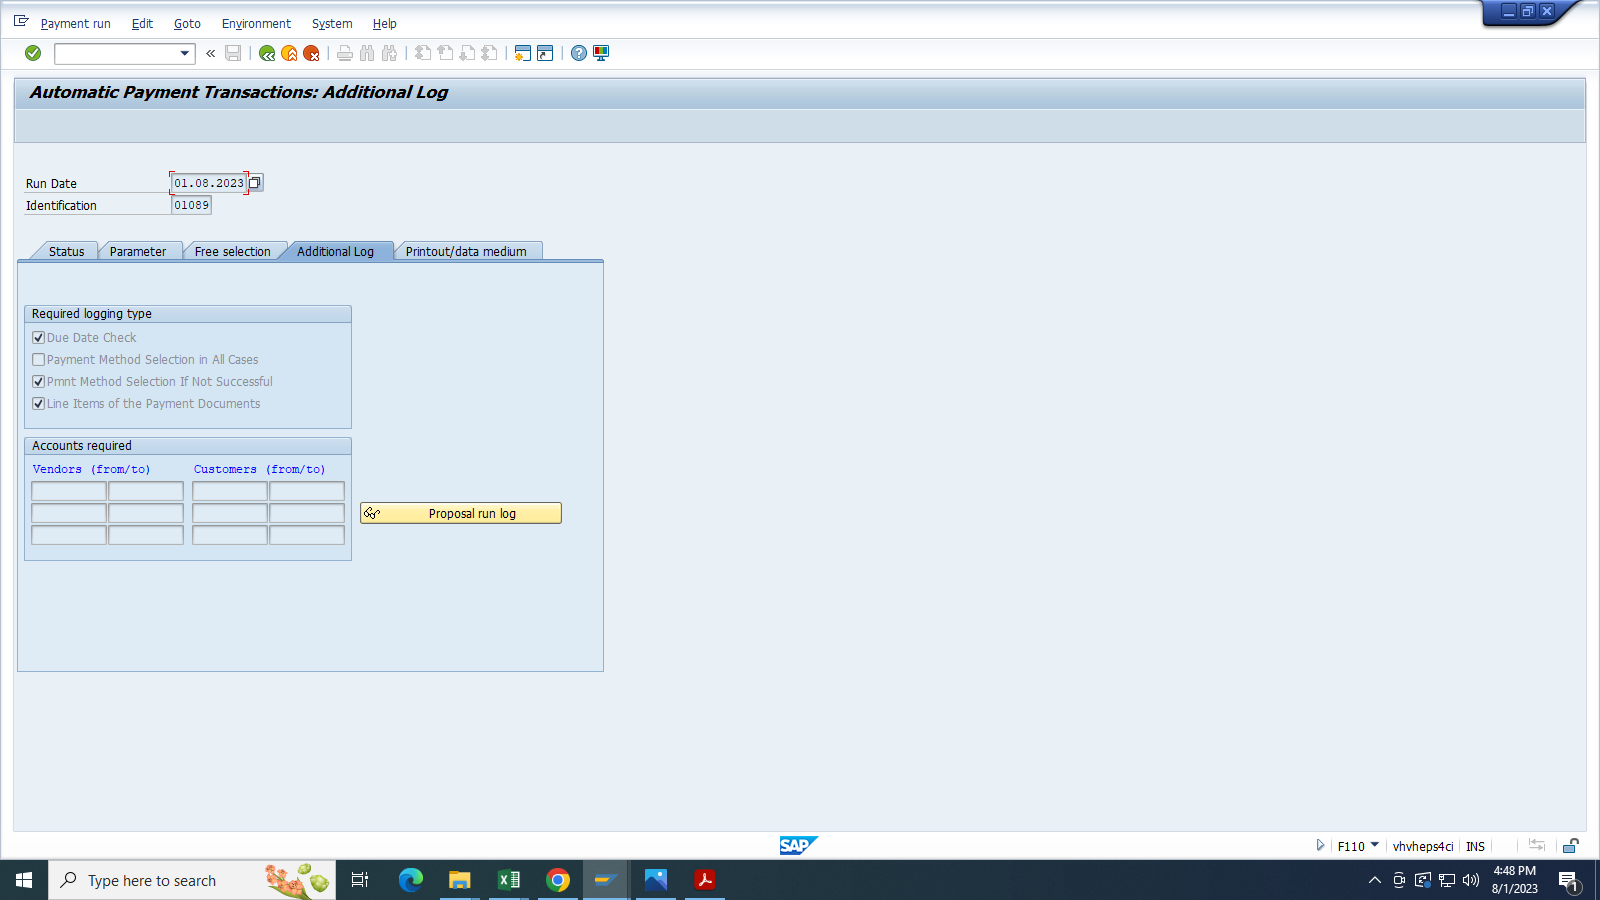 Payment run Edit Goto Environment System Help
Automatic Payment Transactions: Additional Log
Run Date 01.08.2023
Identification 01089
Status Parameter Free selection Additional Log Printout/data medium
Required logging type
Due Date Check
Payment Method Selection in All Cases
Pmnt Method Selection If Not Successful
Line Items of the Payment Documents
Accounts required
Vendors (from/to) Customers (from/to)
Proposal run log
SAP F110 vhvheps4ci INS
Type here to search 4:48 PM
8/1/2023 1